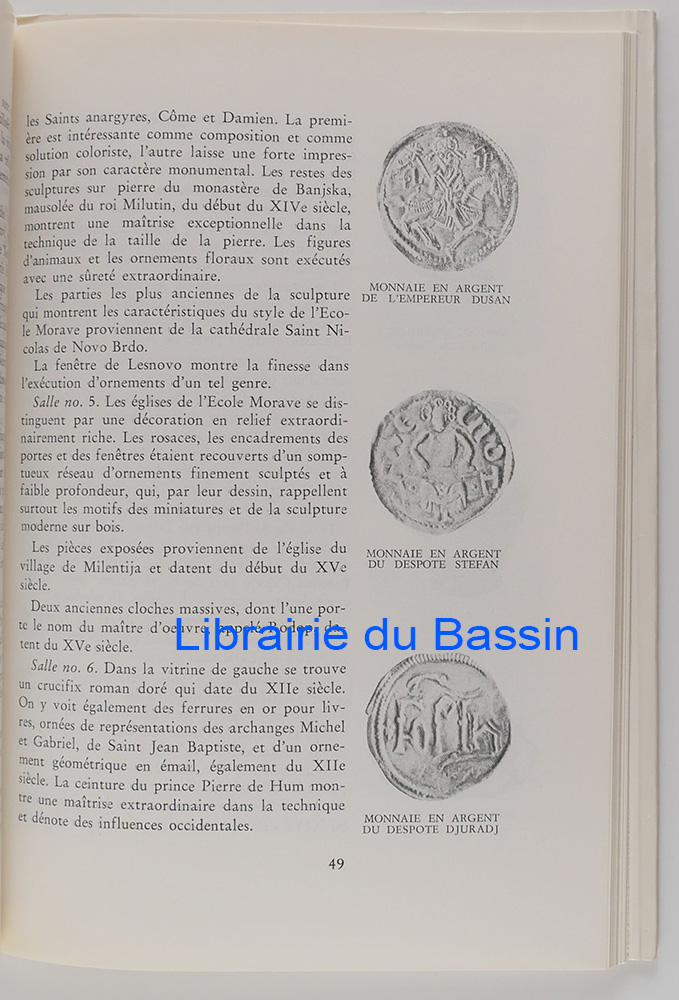 les Saints anargyres, Côme et Damien. La premi-
ère est intéressante comme composition et comme
solution coloriste, l'autre laisse une forte impres-
sion par son caractère monumental. Les restes des
sculptures sur pierre du monastère de Banjska,
mausolée du roi Milutin, du début du XIVe siècle,
montrent une maîtrise exceptionnelle dans la
technique de la taille de la pierre. Les figures
d'animaux et les ornements floraux sont exécutés
avec une sûreté extraordinaire.
Les parties les plus anciennes de la sculpture
qui montrent les caractéristiques du style de l'Eco-
le Morave proviennent de la cathédrale Saint Ni-
colas de Novo Brdo.
La fenêtre de Lesnovo montre la finesse dans
l'exécution d'ornements d'un tel genre.
Salle no. 5. Les églises de l'Ecole Morave se dis-
tinguent par une décoration en relief extraordi-
nairement riche. Les rosaces, les encadrements des
portes et des fenêtres étaient recouverts d'un somp-
tueux réseau d'ornements finement sculptés et à
faible profondeur, qui, par leur dessin, rappellent
surtout les motifs des miniatures et de la sculpture
moderne sur bois.
Les pièces exposées proviennent de l'église du
village de Milentija et datent du début du XVe
siècle.
Deux anciennes cloches massives, dont l'une por-
te le nom du maître d'oeuvre, appelé Rodop, da-
tent du XVe siècle.
Salle no. 6. Dans la vitrine de gauche se trouve
un crucifix roman doré qui date du XIIe siècle.
On y voit également des ferrures en or pour liv-
res, ornées de représentations des archanges Michel
et Gabriel, de Saint Jean Baptiste, et d'un orne-
ment géométrique en émail, également du XIIe
siècle. La ceinture du prince Pierre de Hum mon-
tre une maîtrise extraordinaire dans la technique
et dénote des influences occidentales.
MONNAIE EN ARGENT
DE L'EMPEREUR DUŠAN
MONNAIE EN ARGENT
DU DESPOTE STEFAN
MONNAIE EN ARGENT
DU DESPOTE DJURADJ
49
Librairie du Bassin